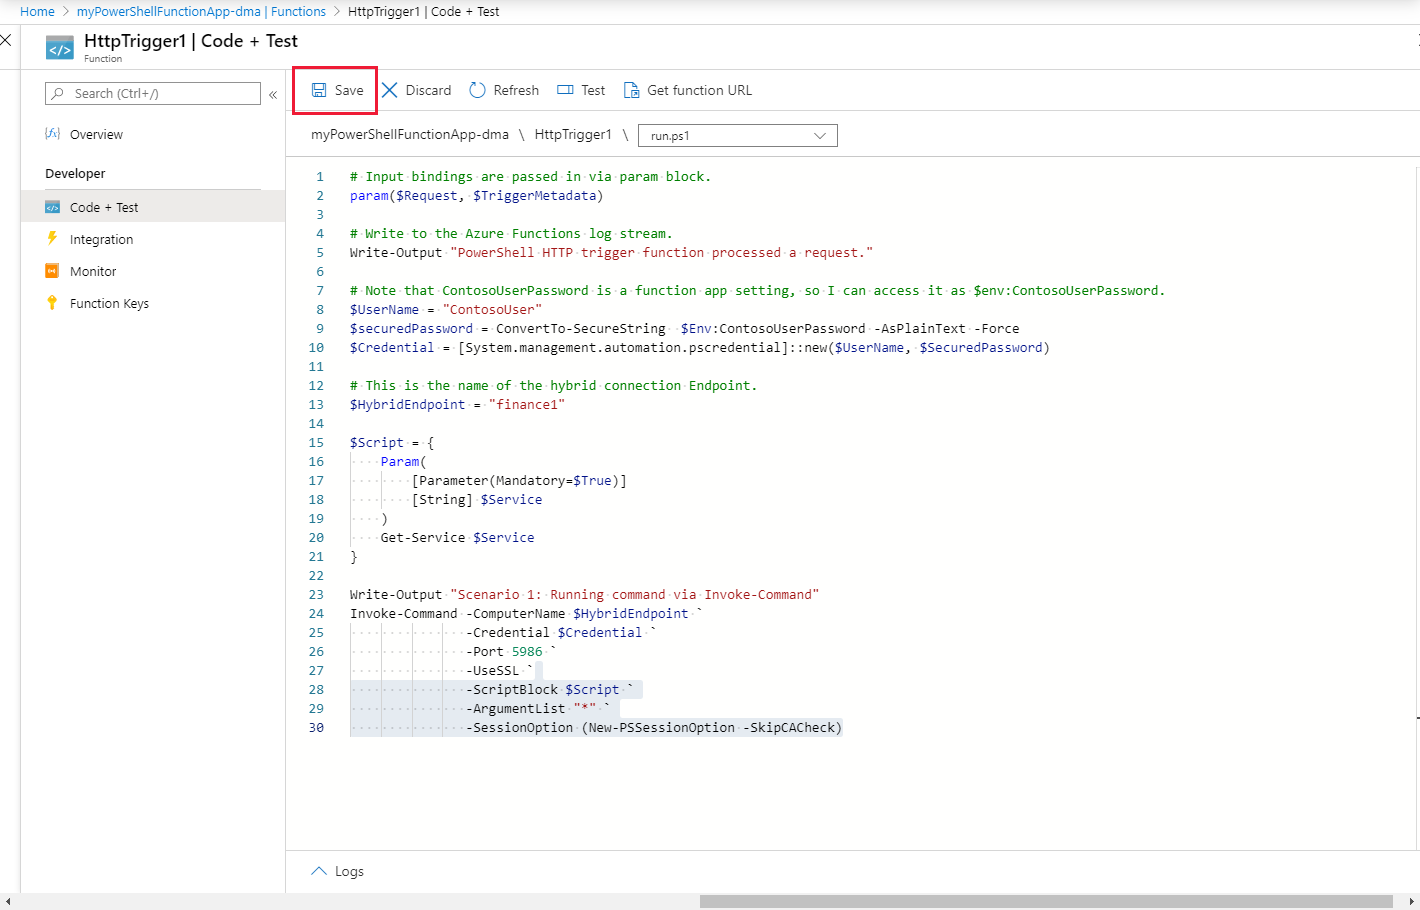 Home > myPowerShellFunctionApp-dma | Functions > HttpTrigger1 | Code + Test
HttpTrigger1 | Code + Test
Function
Search (Ctrl+/)
«
Overview
Developer
Code + Test
Integration
Monitor
Function Keys
Save
Discard
Refresh
Test
Get function URL
myPowerShellFunctionApp-dma \ HttpTrigger1 \ run.ps1
1 # Input bindings are passed in via param block.
2 param($Request, $TriggerMetadata)
3
4 # Write to the Azure Functions log stream.
5 Write-Output "PowerShell HTTP trigger function processed a request."
6
7 # Note that ContosoUserPassword is a function app setting, so I can access it as $env:ContosoUserPassword.
8 $UserName = "ContosoUser"
9 $securedPassword = ConvertTo-SecureString  $Env:ContosoUserPassword -AsPlainText -Force
10 $Credential = [System.management.automation.pscredential]::new($UserName, $SecuredPassword)
11
12 # This is the name of the hybrid connection Endpoint.
13 $HybridEndpoint = "finance1"
14
15 $Script = {
16     Param(
17         [Parameter(Mandatory=$True)]
18         [String] $Service
19     )
20     Get-Service $Service
21 }
22
23 Write-Output "Scenario 1: Running command via Invoke-Command"
24 Invoke-Command -ComputerName $HybridEndpoint `
25                -Credential $Credential `
26                -Port 5986 `
27                -UseSSL `
28                -ScriptBlock $Script `
29                -ArgumentList "*" `
30                -SessionOption (New-PSSessionOption -SkipCACheck)
Logs